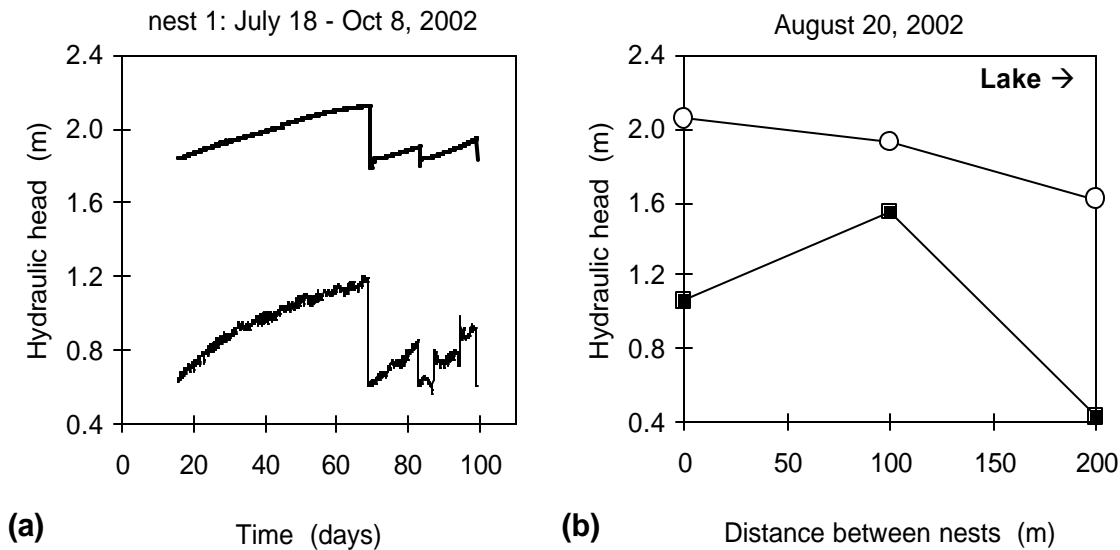 nest 1: July 18 - Oct 8, 2002
2.4
2.0
1.6
1.2
0.8
0.4
Hydraulic head (m)
0 20 40 60 80 100
(a) Time (days)
August 20, 2002
Lake →
2.4
2.0
1.6
1.2
0.8
0.4
Hydraulic head (m)
0 50 100 150 200
(b) Distance between nests (m)